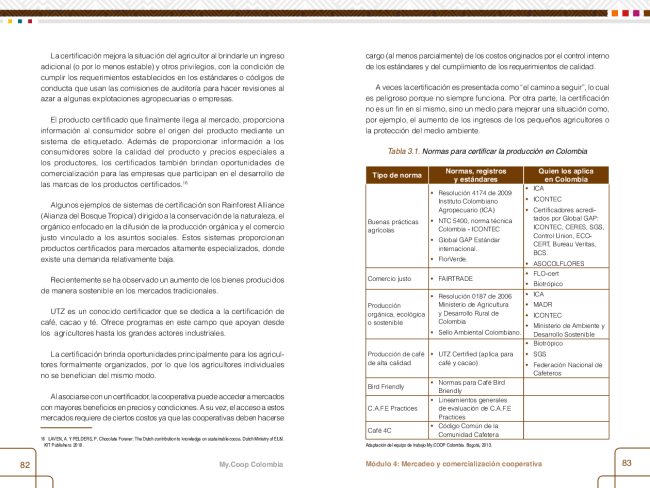 La certificación mejora la situación del agricultor al brindarle un ingreso
adicional (o por lo menos estable) y otros privilegios, con la condición de
cumplir los requerimientos establecidos en los estándares o códigos de
conducta que usan las comisiones de auditoría para hacer revisiones al
azar a algunas explotaciones agropecuarias o empresas.
El producto certificado que finalmente llega al mercado, proporciona
información al consumidor sobre el origen del producto mediante un
sistema de etiquetado. Además de proporcionar información a los
consumidores sobre la calidad del producto y precios especiales a
los productores, los certificados también brindan oportunidades de
comercialización para las empresas que participan en el desarrollo de
las marcas de los productos certificados.16
Algunos ejemplos de sistemas de certificación son Rainforest Alliance
(Alianza del Bosque Tropical) dirigido a la conservación de la naturaleza, el
orgánico enfocado en la difusión de la producción orgánica y el comercio
justo vinculado a los asuntos sociales. Estos sistemas proporcionan
productos certificados para mercados altamente especializados, donde
existe una demanda relativamente baja.
Recientemente se ha observado un aumento de los bienes producidos
de manera sostenible en los mercados tradicionales.
UTZ es un conocido certificador que se dedica a la certificación de
café, cacao y té. Ofrece programas en este campo que apoyan desde
los agricultores hasta los grandes actores industriales.
La certificación brinda oportunidades principalmente para los agricul-
tores formalmente organizados, por lo que los agricultores individuales
no se benefician del mismo modo.
Al asociarse con un certificador, la cooperativa puede acceder a mercados
con mayores beneficios en precios y condiciones. A su vez, el acceso a estos
mercados requiere de ciertos costos ya que las cooperativas deben hacerse
16 LAVEN, A. Y PELDERS, P. Chocolate Forever: The Dutch contribution to knowledge on sustainable cocoa. Dutch Ministry of EL&I.
KIT Publishers: 2010.
82
My.Coop Colombia
cargo (al menos parcialmente) de los costos originados por el control interno
de los estándares y del cumplimiento de los requerimientos de calidad.
A veces la certificación es presentada como "el camino a seguir", lo cual
es peligroso porque no siempre funciona. Por otra parte, la certificación
no es un fin en sí mismo, sino un medio para mejorar una situación como,
por ejemplo, el aumento de los ingresos de los pequeños agricultores o
la protección del medio ambiente.
Tabla 3.1. Normas para certificar la producción en Colombia
Tipo de norma
Normas, registros
y estándares
Quien los aplica
en Colombia
Buenas prácticas
agrícolas
• Resolución 4174 de 2009
Instituto Colombiano
Agropecuario (ICA)
• NTC 5400, norma técnica
Colombia - ICONTEC
• Global GAP Estándar
internacional.
• FlorVerde.
• ICA
• ICONTEC
• Certificadores acredi-
tados por Global GAP:
ICONTEC, CERES, SGS,
Control Union, ECO-
CERT, Bureau Veritas,
BCS.
• ASOCOLFLORES
Comercio justo
• FAIRTRADE
• FLO-cert
• Biotrópico
Producción
orgánica, ecológica
o sostenible
• Resolución 0187 de 2006
Ministerio de Agricultura
y Desarrollo Rural de
Colombia
• Sello Ambiental Colombiano.
• ICA
• MADR
• ICONTEC
• Ministerio de Ambiente y
Desarrollo Sostenible
Producción de café
de alta calidad
• UTZ Certified (aplica para
café y cacao)
• Biotrópico
• SGS
• Federación Nacional de
Cafeteros
Bird Friendly
• Normas para Café Bird
Briendly
C.A.F.E Practices
• Lineamientos generales
de evaluación de C.A.F.E
Practices
Café 4C
• Código Común de la
Comunidad Cafetera
Adaptación del equipo de trabajo My.COOP Colombia. Bogotá, 2013.
Módulo 4: Mercadeo y comercialización cooperativa
83